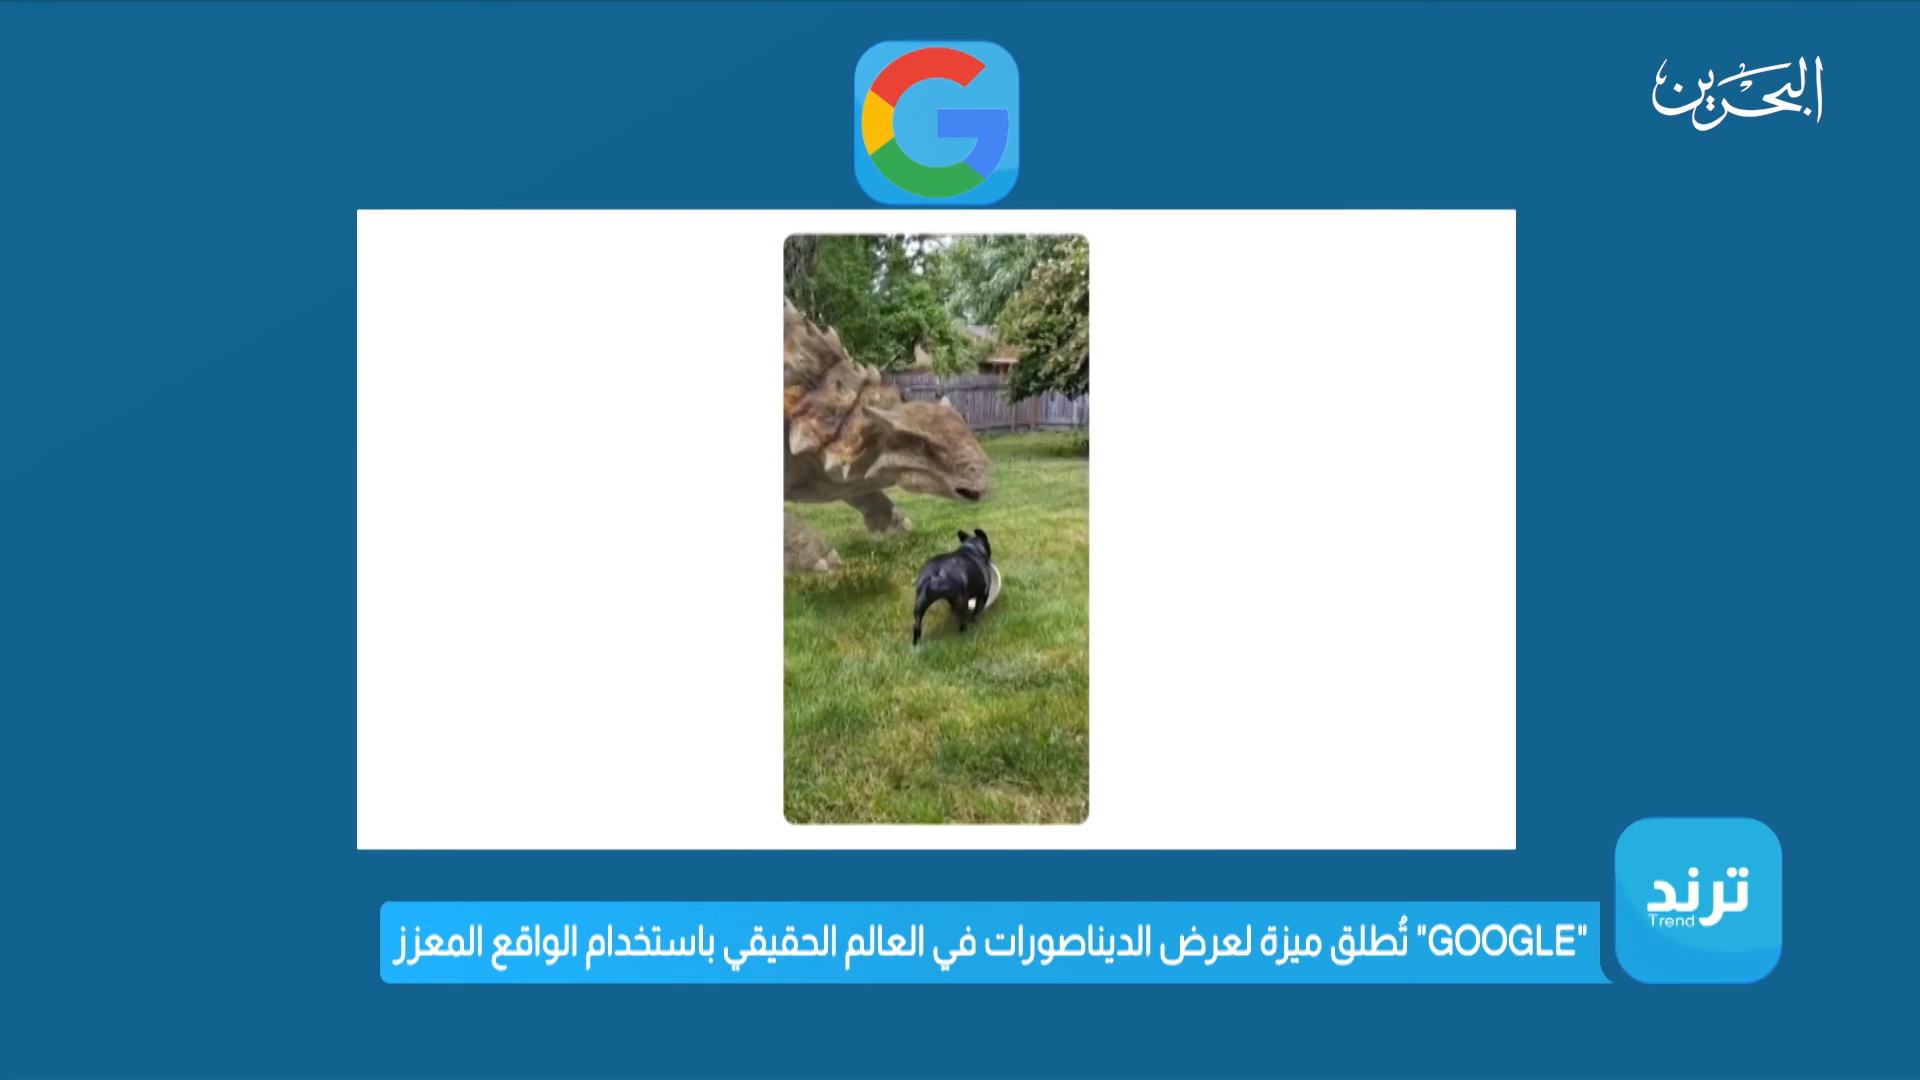 البحرين
ترند
Trend
"GOOGLE" تُطلق ميزة لعرض الديناصورات في العالم الحقيقي باستخدام الواقع المعزز